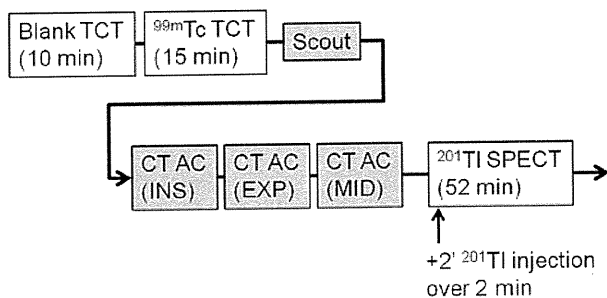 Blank TCT
(10 min)
⁹⁹ᵐTc TCT
(15 min)
Scout
CT AC
(INS)
CT AC
(EXP)
CT AC
(MID)
²⁰¹Tl SPECT
(52 min)
+2' ²⁰¹Tl injection
over 2 min